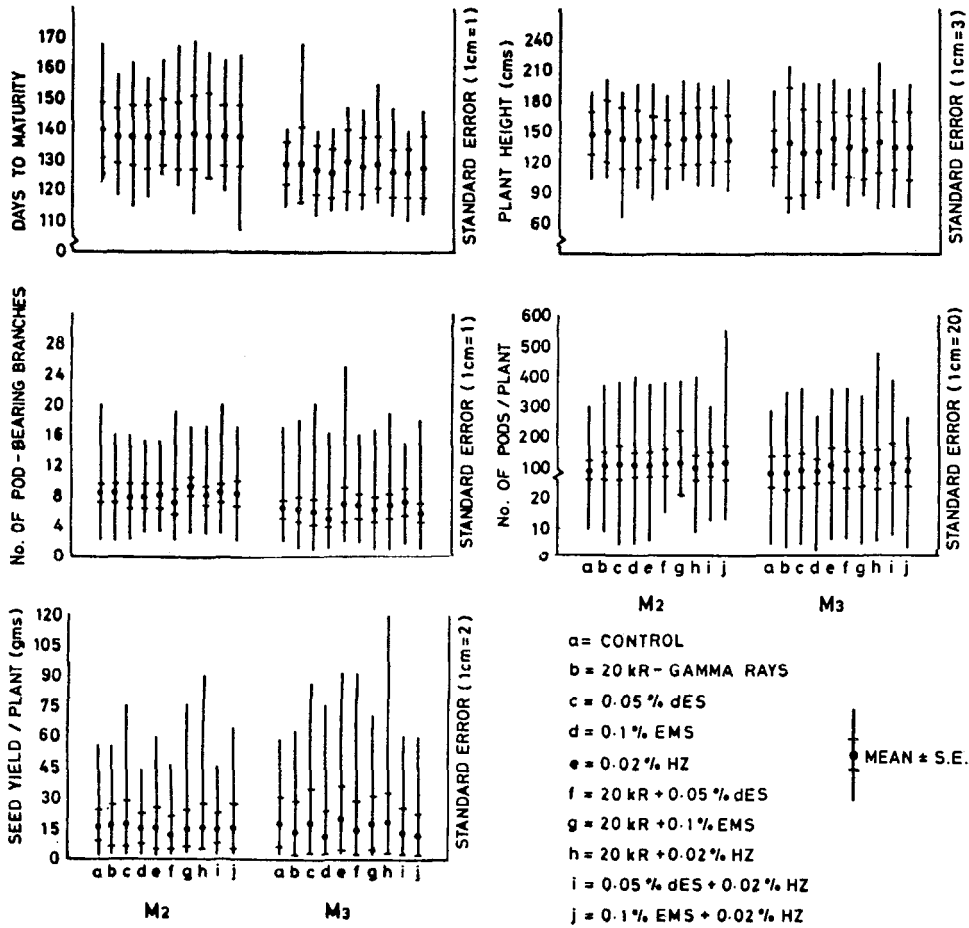 DAYS TO MATURITY
170
160
150
140
130
120
110
0
STANDARD ERROR (1cm=1)
PLANT HEIGHT (cms)
240
210
180
150
120
90
60
0
STANDARD ERROR (1cm=3)
No. OF POD-BEARING BRANCHES
28
24
20
16
12
8
4
0
STANDARD ERROR (1cm=1)
No. OF PODS/PLANT
600
500
400
300
200
100
20
10
0
STANDARD ERROR (1cm=20)
a b c d e f g h i j
a b c d e f g h i j
M2
M3
SEED YIELD / PLANT (gms)
120
105
90
75
60
45
30
15
0
STANDARD ERROR (1cm=2)
a b c d e f g h i j
a b c d e f g h i j
M2
M3
a= CONTROL
b = 20 kR- GAMMA RAYS
c = 0.05% dES
d = 0.1% EMS
e = 0.02% HZ
f = 20 kR + 0.05% dES
g = 20 kR + 0.1% EMS
h = 20 kR + 0.02% HZ
i = 0.05% dES + 0.02% HZ
j = 0.1% EMS + 0.02% HZ
MEAN ± S.E.